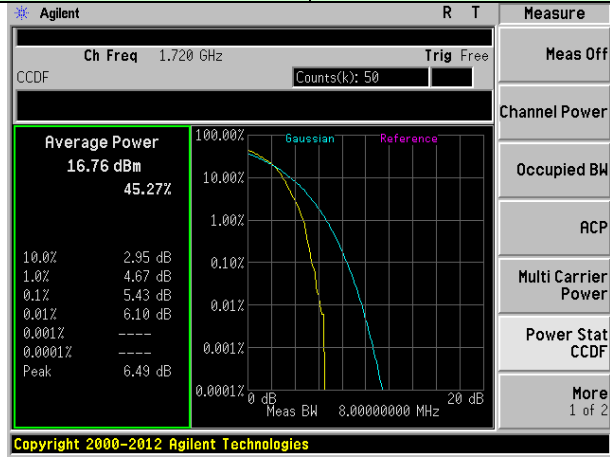 Agilent R T Measure
Ch Freq 1.720 GHz Trig Free Meas Off
CCDF Counts(k): 50
Channel Power
Average Power
16.76 dBm
45.27%
100.00% Gaussian Reference
10.00% Occupied BW
1.00% ACP
10.0% 2.95 dB
1.0% 4.67 dB
0.1% 5.43 dB
0.01% 6.10 dB
0.001% ----
0.0001% ----
Peak 6.49 dB
0.10%
0.01%
0.001%
0.0001%
0 dB 20 dB
Meas BW 8.00000000 MHz
Multi Carrier
Power
Power Stat
CCDF
More
1 of 2
Copyright 2000-2012 Agilent Technologies